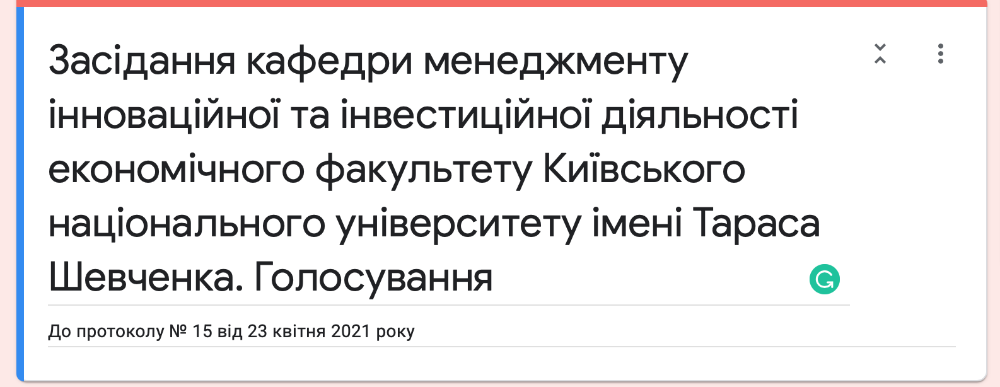 Засідання кафедри менеджменту
інноваційної та інвестиційної діяльності
економічного факультету Київського
національного університету імені Тараса
Шевченка. Голосування
До протоколу № 15 від 23 квітня 2021 року